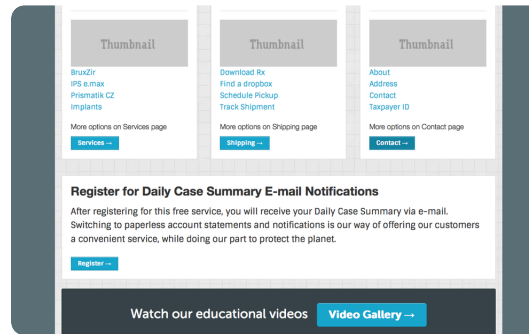 Thumbnail
BruxZir
IPS e.max
Prismatik CZ
Implants
More options on Services page
Services →
Thumbnail
Download Rx
Find a dropbox
Schedule Pickup
Track Shipment
More options on Shipping page
Shipping →
Thumbnail
About
Address
Contact
Taxpayer ID
More options on Contact page
Contact →
Register for Daily Case Summary E-mail Notifications
After registering for this free service, you will receive your Daily Case Summary via e-mail.
Switching to paperless account statements and notifications is our way of offering our customers
a convenient service, while doing our part to protect the planet.
Register →
Watch our educational videos Video Gallery →